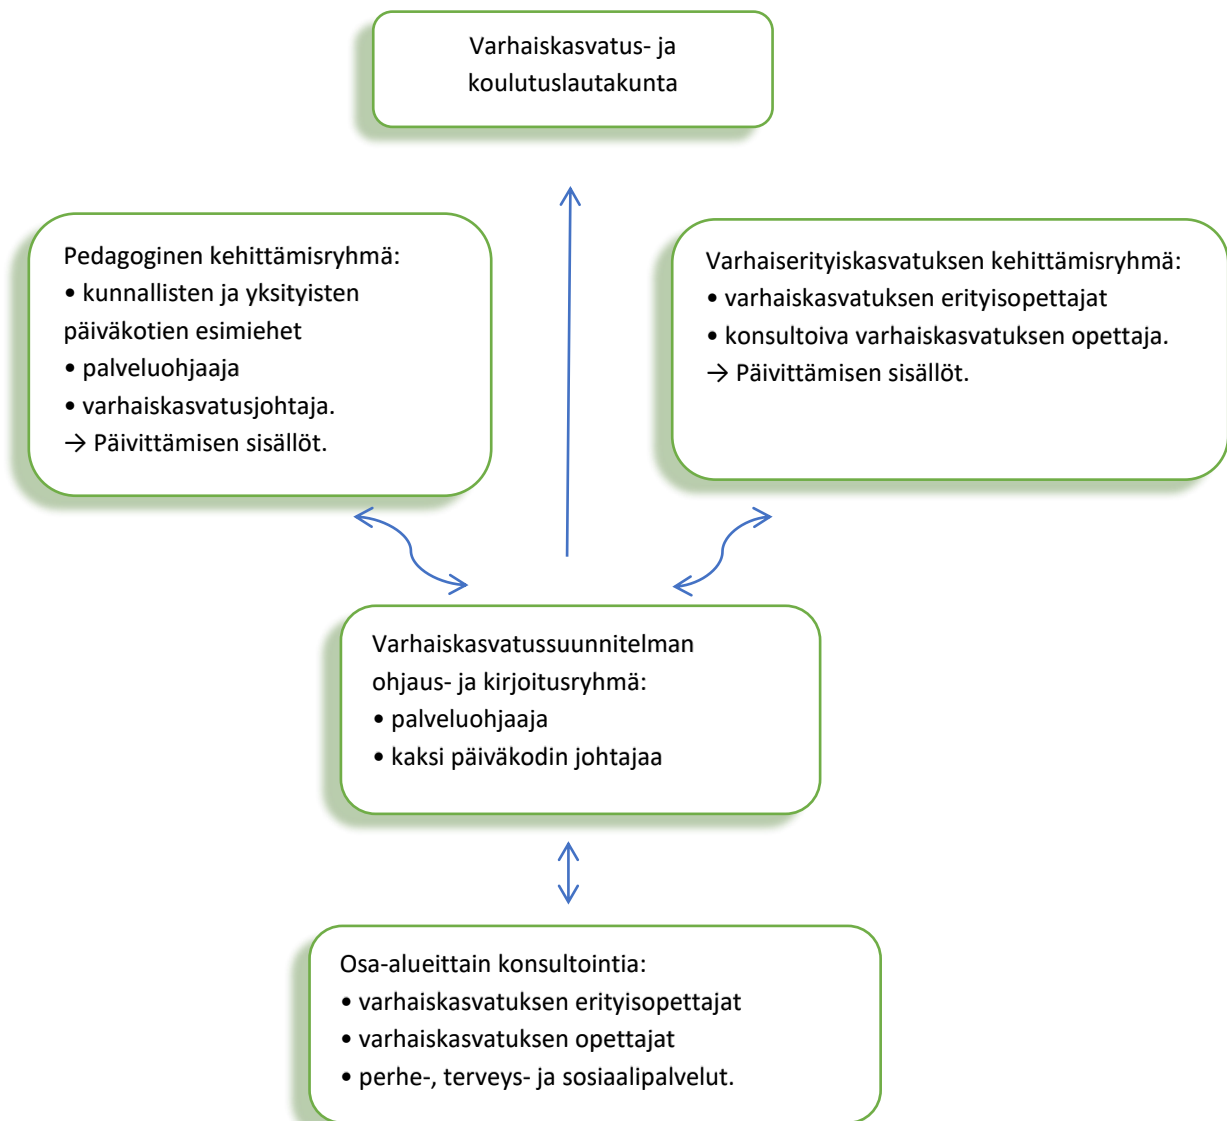 Varhaiskasvatus- ja
koulutuslautakunta
Pedagoginen kehittämisryhmä:
• kunnallisten ja yksityisten
päiväkotien esimiehet
• palveluohjaaja
• varhaiskasvatusjohtaja.
→ Päivittämisen sisällöt.
Varhaiserityiskasvatuksen kehittämisryhmä:
• varhaiskasvatuksen erityisopettajat
• konsultoiva varhaiskasvatuksen opettaja.
→ Päivittämisen sisällöt.
Varhaiskasvatussuunnitelman
ohjaus- ja kirjoitusryhmä:
• palveluohjaaja
• kaksi päiväkodin johtajaa
Osa-alueittain konsultointia:
• varhaiskasvatuksen erityisopettajat
• varhaiskasvatuksen opettajat
• perhe-, terveys- ja sosiaalipalvelut.